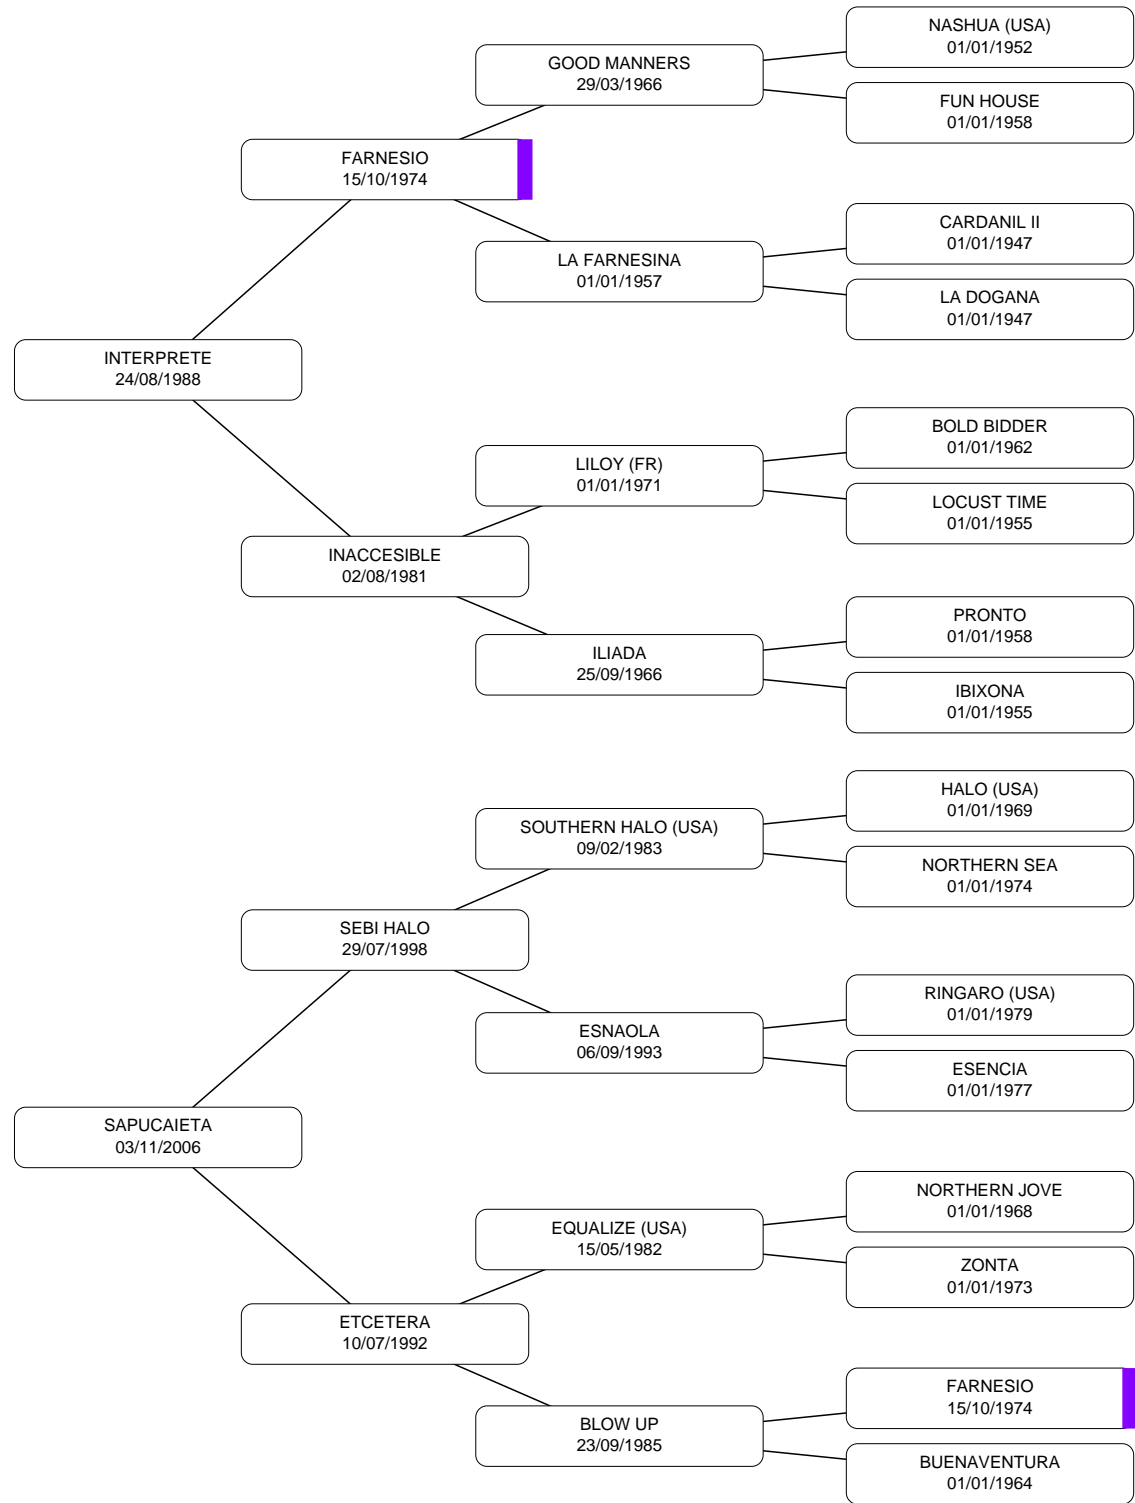 NASHUA (USA)
01/01/1952
GOOD MANNERS
29/03/1966
FUN HOUSE
01/01/1958
FARNESIO
15/10/1974
CARDANIL II
01/01/1947
LA FARNESINA
01/01/1957
LA DOGANA
01/01/1947
INTERPRETE
24/08/1988
BOLD BIDDER
01/01/1962
LILOY (FR)
01/01/1971
LOCUST TIME
01/01/1955
INACCESIBLE
02/08/1981
PRONTO
01/01/1958
ILIADA
25/09/1966
IBIXONA
01/01/1955
HALO (USA)
01/01/1969
SOUTHERN HALO (USA)
09/02/1983
NORTHERN SEA
01/01/1974
SEBI HALO
29/07/1998
RINGARO (USA)
01/01/1979
ESNAOLA
06/09/1993
ESENCIA
01/01/1977
SAPUCAIETA
03/11/2006
NORTHERN JOVE
01/01/1968
EQUALIZE (USA)
15/05/1982
ZONTA
01/01/1973
ETCETERA
10/07/1992
FARNESIO
15/10/1974
BLOW UP
23/09/1985
BUENAVENTURA
01/01/1964